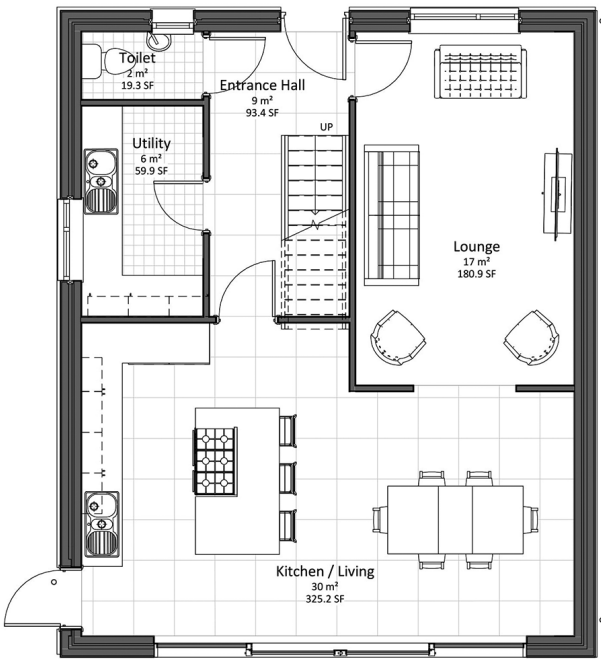 Toilet
2 m²
19.3 SF
Entrance Hall
9 m²
93.4 SF
UP
Utility
6 m²
59.9 SF
Lounge
17 m²
180.9 SF
Kitchen / Living
30 m²
325.2 SF